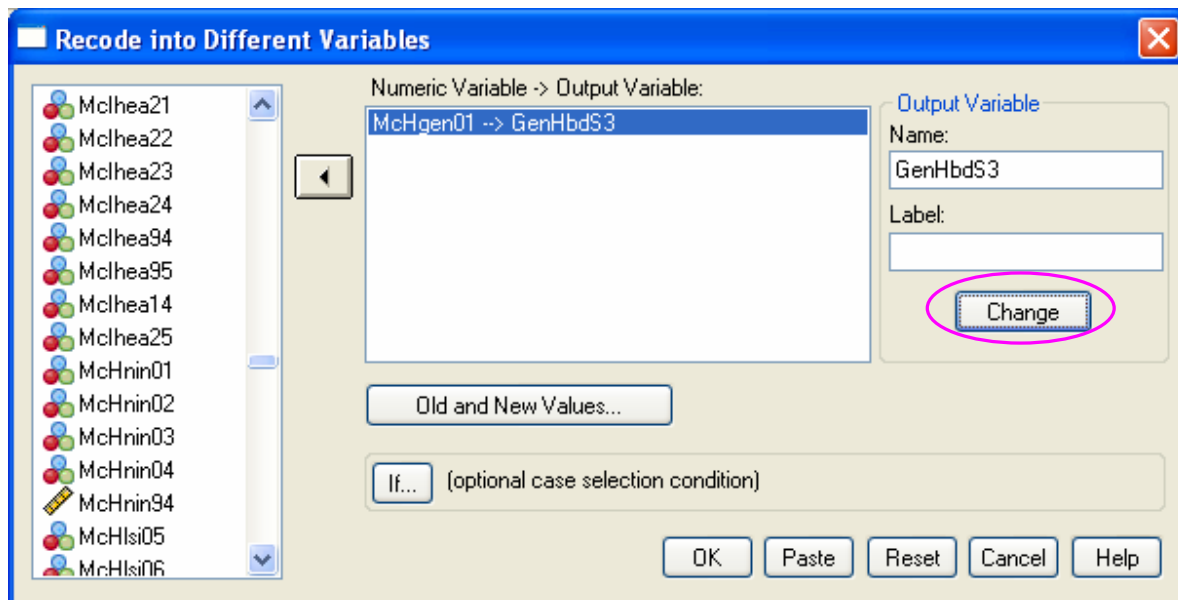 Recode into Different Variables
McIhea21
McIhea22
McIhea23
McIhea24
McIhea94
McIhea95
McIhea14
McIhea25
McHnin01
McHnin02
McHnin03
McHnin04
McHnin94
McHlsi05
McHlsi06
Numeric Variable -> Output Variable:
McHgen01 --> GenHbdS3
Output Variable
Name:
GenHbdS3
Label:
Change
Old and New Values...
If... (optional case selection condition)
OK Paste Reset Cancel Help